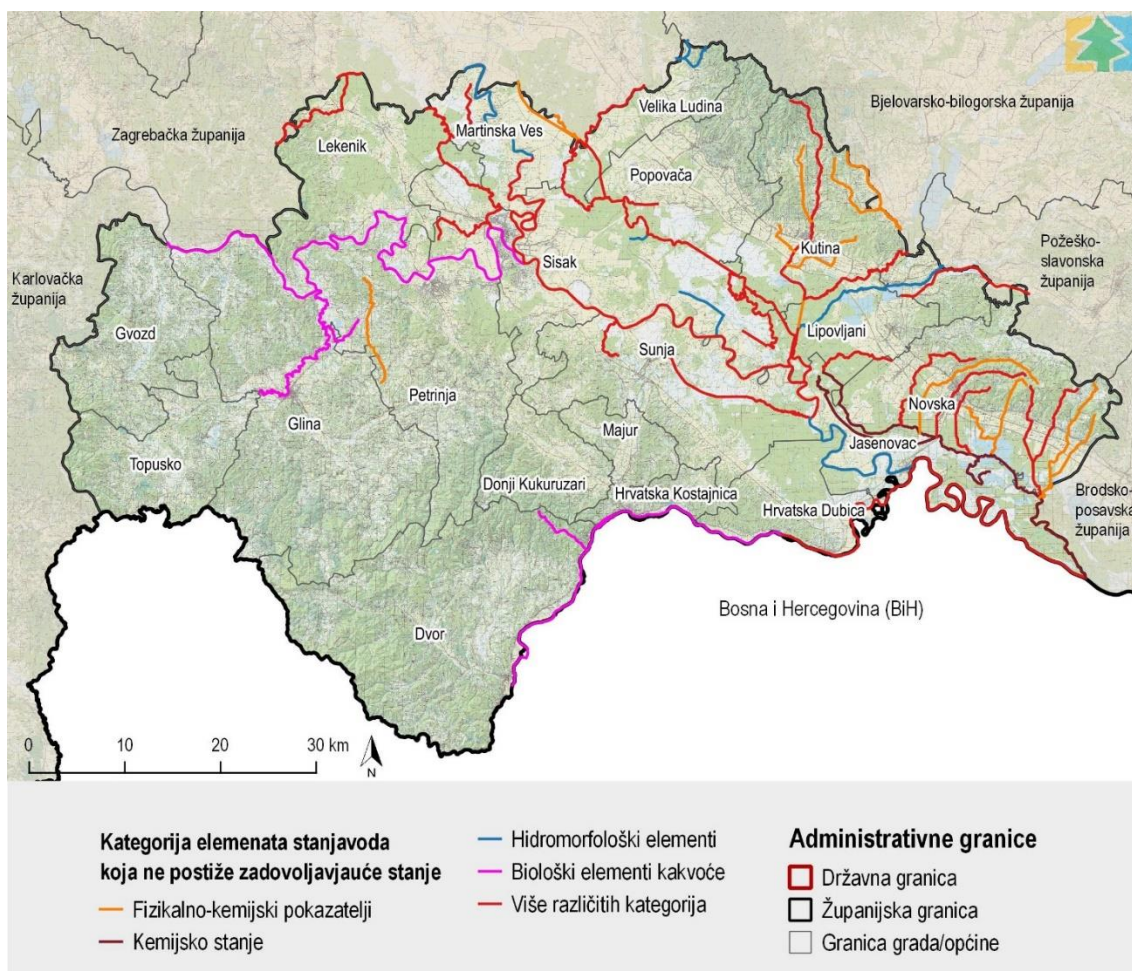 Zagrebačka županija
Bjelovarsko-bilogorska županija
Velika Ludina
Martinska Ves
Lekenik
Popovača
Kutina
Požeško-
slavonska
županija
Karlovačka
županija
Sisak
Gvozd
Lipovljani
Sunja
Petrinja
Novska
Glina
Majur
Jasenovac
Topusko
Donji Kukuruzari
Hrvatska Kostajnica
Hrvatska Dubica
Brodsko-
posavska
županija
Bosna i Hercegovina (BiH)
Dvor
0 10 20 30 km
N
Kategorija elemenata stanjavoda
koja ne postiže zadovoljavjauće stanje
Fizikalno-kemijski pokazatelji
Kemijsko stanje
Hidromorfološki elementi
Biološki elementi kakvoće
Više različitih kategorija
Administrativne granice
Državna granica
Županijska granica
Granica grada/općine